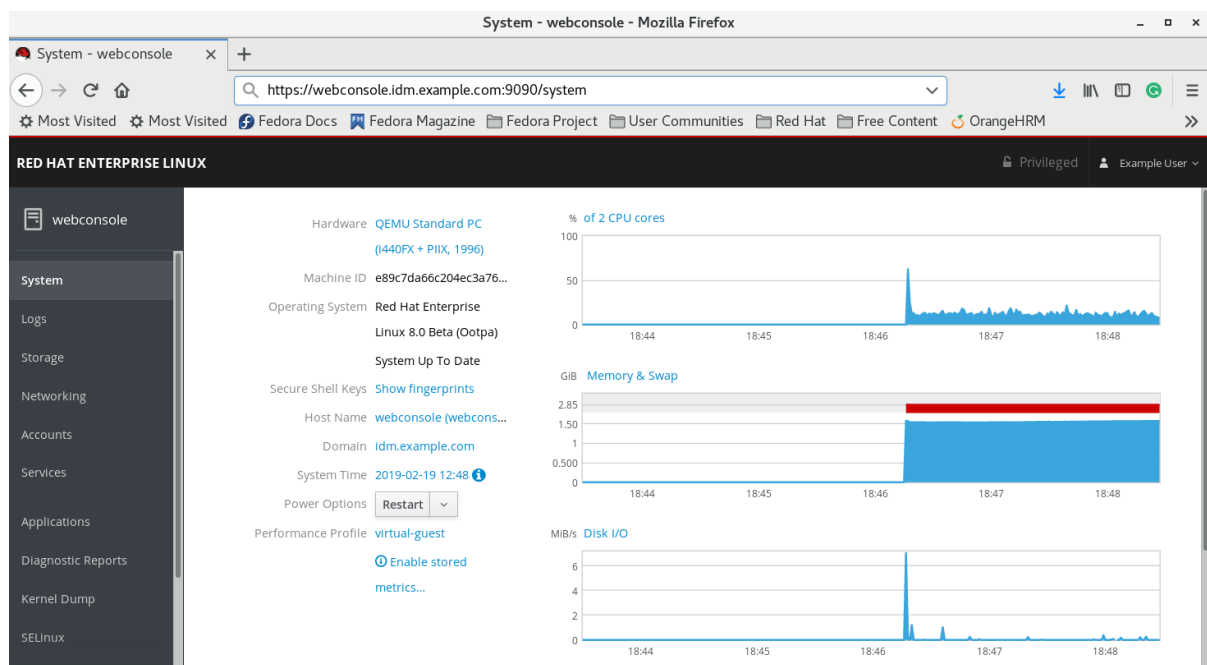 System - webconsole - Mozilla Firefox
System - webconsole
https://webconsole.idm.example.com:9090/system
Most Visited Most Visited Fedora Docs Fedora Magazine Fedora Project User Communities Red Hat Free Content OrangeHRM
RED HAT ENTERPRISE LINUX
Privileged
Example User
webconsole
System
Logs
Storage
Networking
Accounts
Services
Applications
Diagnostic Reports
Kernel Dump
SELinux
Hardware QEMU Standard PC
(i440FX + PIIX, 1996)
Machine ID e89c7da66c204ec3a76...
Operating System Red Hat Enterprise
Linux 8.0 Beta (Ootpa)
System Up To Date
Secure Shell Keys Show fingerprints
Host Name webconsole (webcons...
Domain idm.example.com
System Time 2019-02-19 12:48
Power Options Restart
Performance Profile virtual-guest
Enable stored
metrics...
% of 2 CPU cores
100
50
0
18:44 18:45 18:46 18:47 18:48
GiB Memory & Swap
2.85
1.50
1
0.500
0
18:44 18:45 18:46 18:47 18:48
MiB/s Disk I/O
6
4
2
0
18:44 18:45 18:46 18:47 18:48